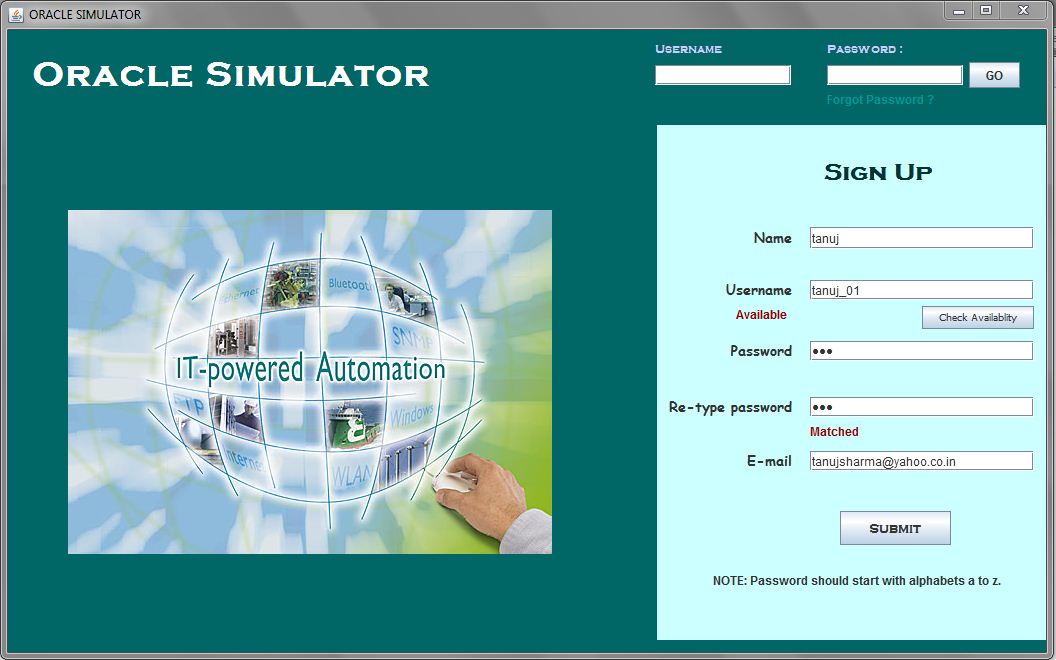 ORACLE SIMULATOR
Oracle Simulator
Username
Password :
GO
Forgot Password ?
Ethernet
Bluetooth
SNMP
IT-powered Automation
FTP
Windows
Internet
WLAN
Sign Up
Name
tanuj
Username
tanuj_01
Available
Check Availablity
Password
●●●
Re-type password
●●●
Matched
E-mail
tanujsharma@yahoo.co.in
Submit
NOTE: Password should start with alphabets a to z.